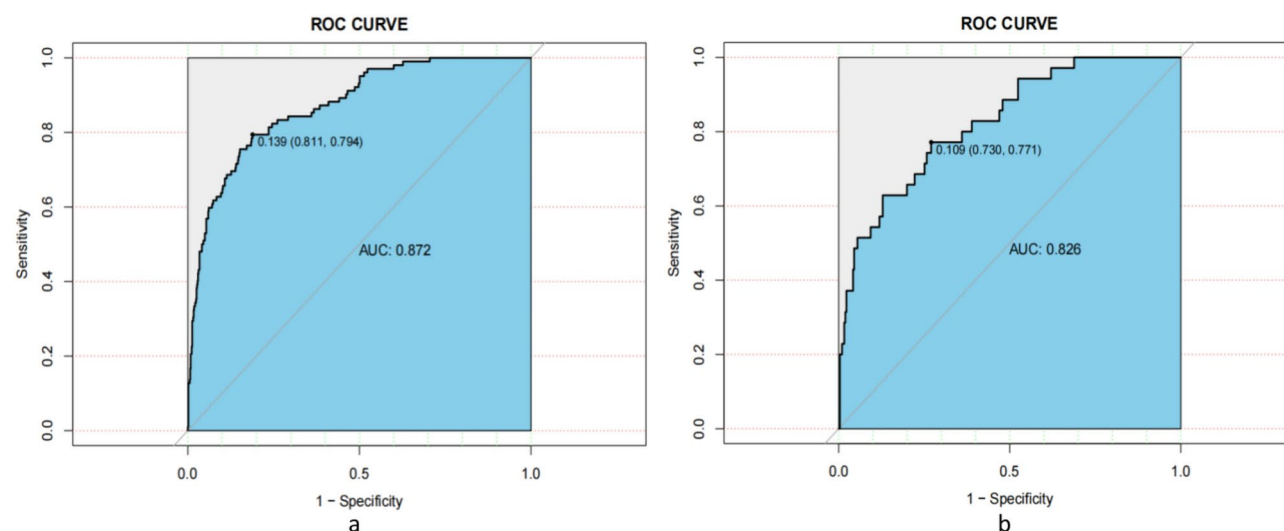 ROC CURVE
Sensitivity
1.0
0.8
0.6
0.4
0.2
0.0
0.139 (0.811, 0.794)
AUC: 0.872
0.0 0.5 1.0
1 − Specificity
a
ROC CURVE
Sensitivity
1.0
0.8
0.6
0.4
0.2
0.0
0.109 (0.730, 0.771)
AUC: 0.826
0.0 0.5 1.0
1 − Specificity
b